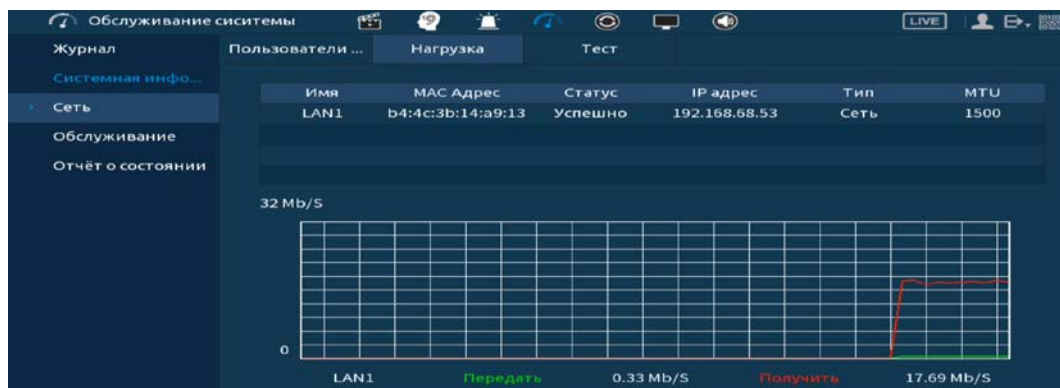 Обслуживание сиситемы LIVE
Журнал
Системная инфо...
Сеть
Обслуживание
Отчёт о состоянии
Пользователи ... Нагрузка Тест
Имя MAC Адрес Статус IP адрес Тип MTU
LAN1 b4:4c:3b:14:a9:13 Успешно 192.168.68.53 Сеть 1500
32 Mb/S
0
LAN1 Передать 0.33 Mb/S Получить 17.69 Mb/S